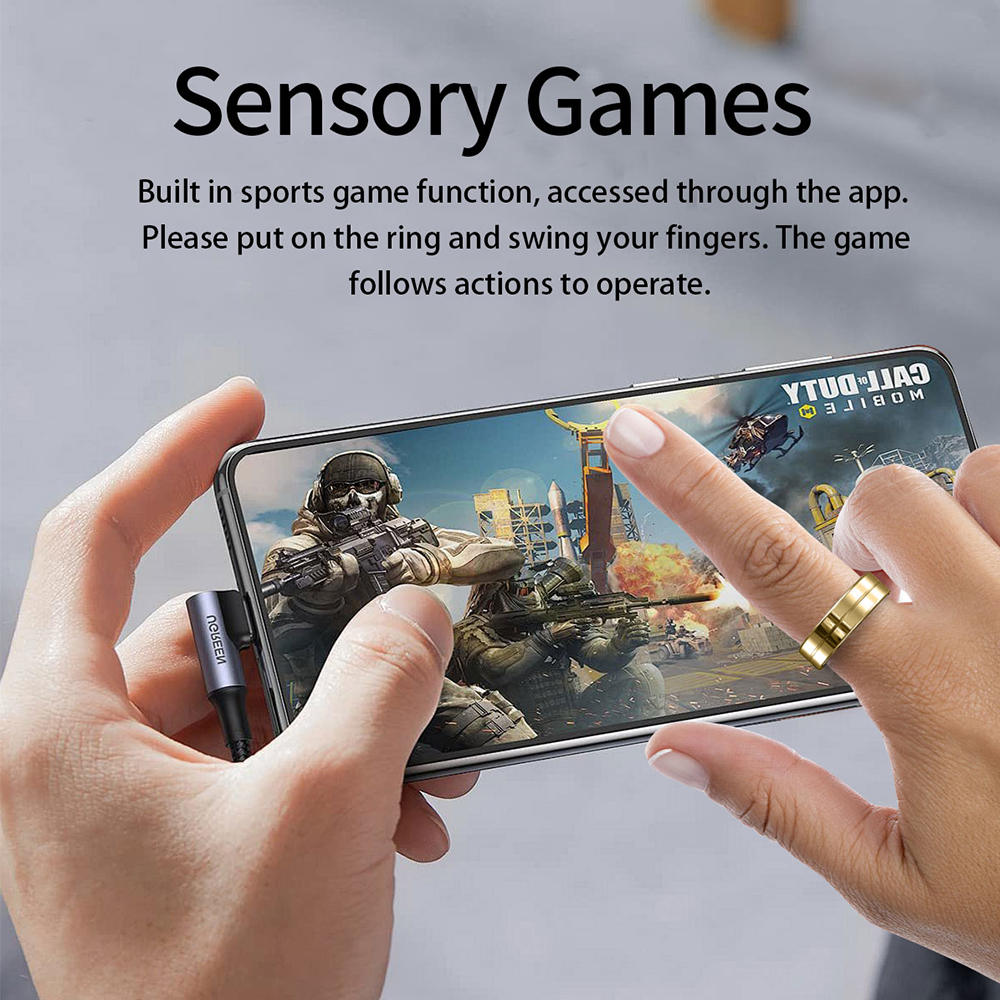 Sensory Games
Built in sports game function, accessed through the app.
Please put on the ring and swing your fingers. The game
follows actions to operate.
CALL OF DUTY
MOBILE
UGREEN